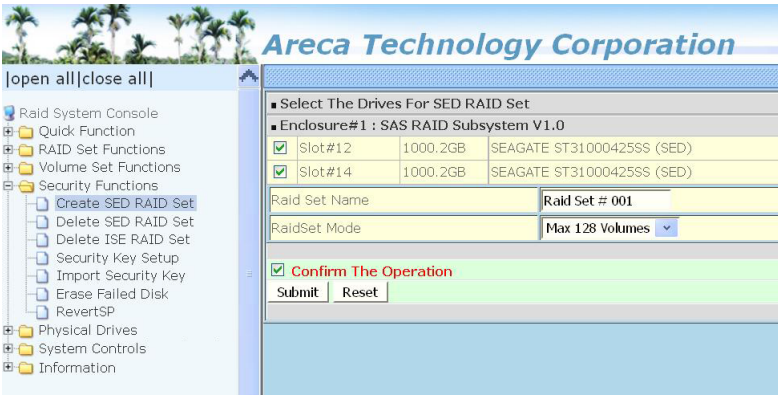 Areca Technology Corporation
|open all|close all|
Raid System Console
Quick Function
RAID Set Functions
Volume Set Functions
Security Functions
Create SED RAID Set
Delete SED RAID Set
Delete ISE RAID Set
Security Key Setup
Import Security Key
Erase Failed Disk
RevertSP
Physical Drives
System Controls
Information
Select The Drives For SED RAID Set
Enclosure#1 : SAS RAID Subsystem V1.0
Slot#12 1000.2GB SEAGATE ST31000425SS (SED)
Slot#14 1000.2GB SEAGATE ST31000425SS (SED)
Raid Set Name Raid Set # 001
RaidSet Mode Max 128 Volumes
Confirm The Operation
Submit Reset